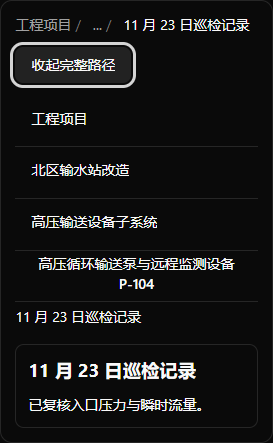 工程项目 / ... / 11 月 23 日巡检记录
收起完整路径
工程项目
北区输水站改造
高压输送设备子系统
高压循环输送泵与远程监测设备
P-104
11 月 23 日巡检记录
11 月 23 日巡检记录
已复核入口压力与瞬时流量。